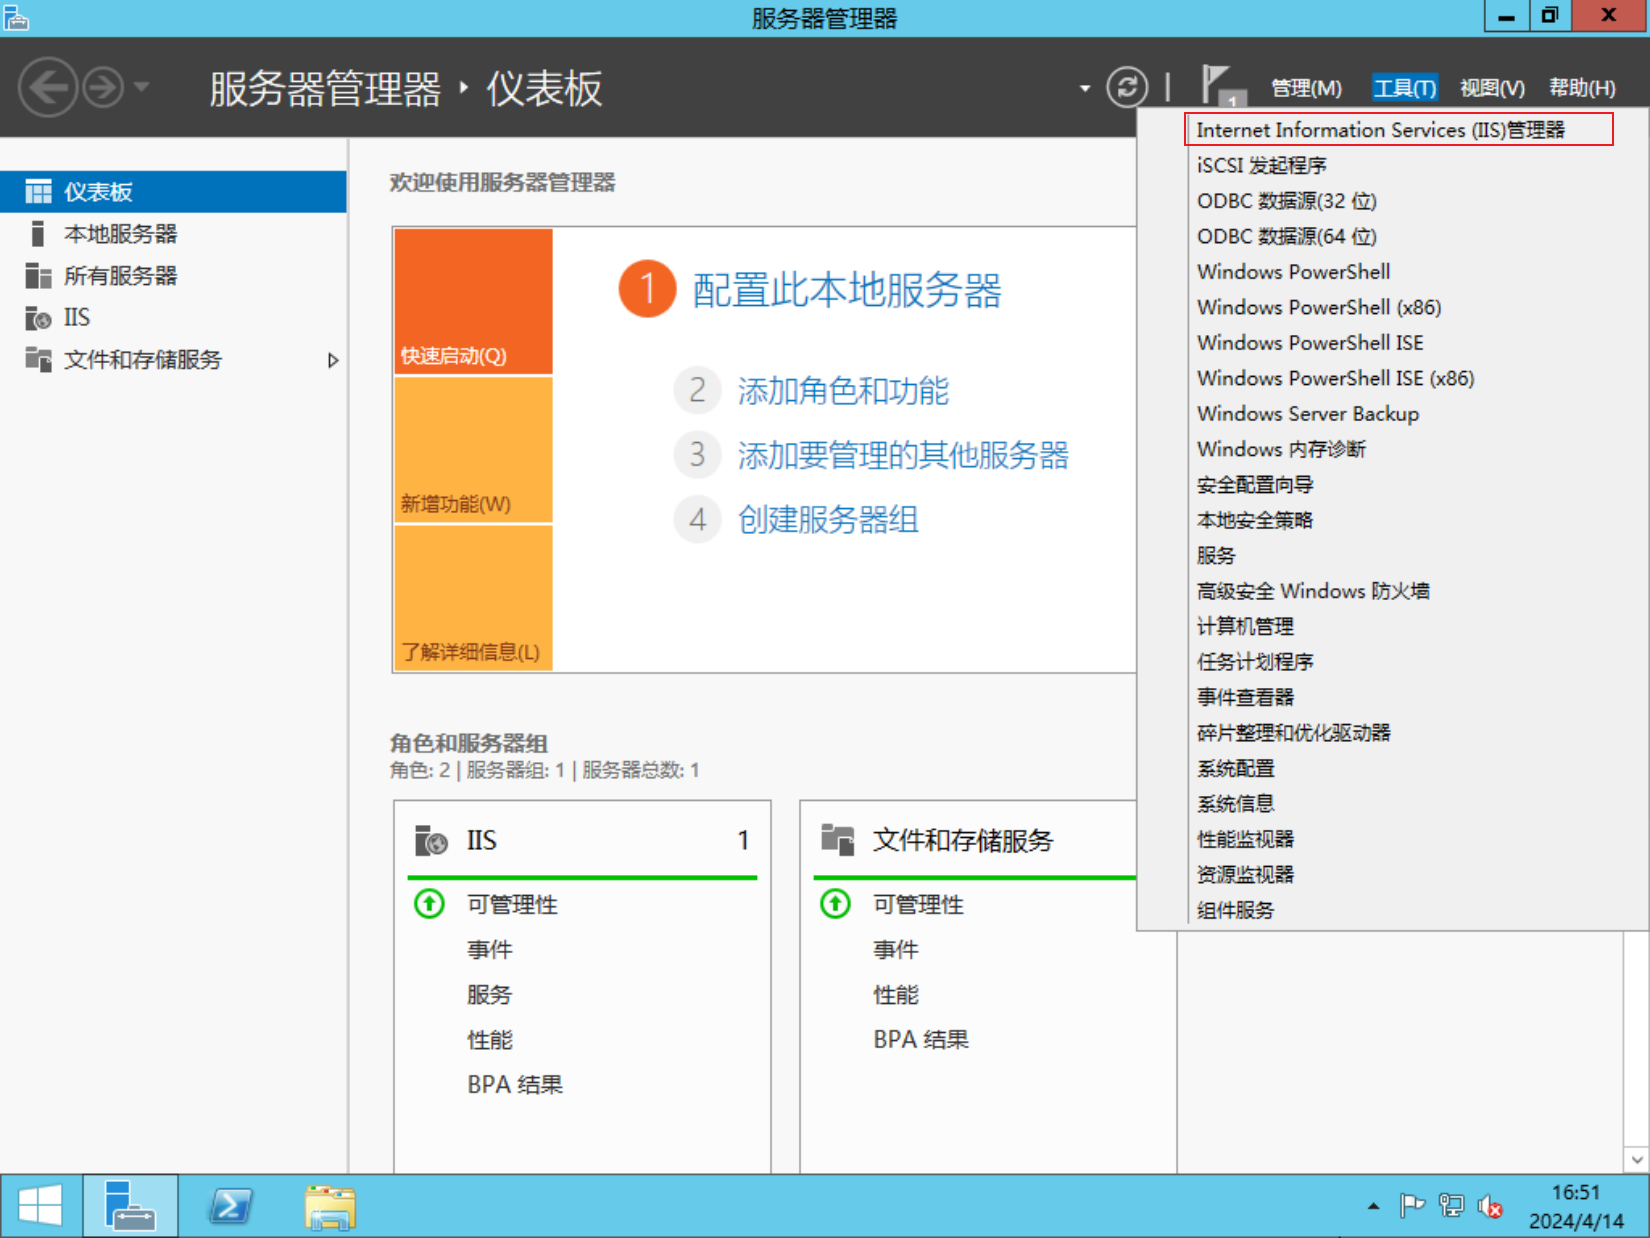 服务器管理器
服务器管理器 ‣ 仪表板
1
管理(M) 工具(T) 视图(V) 帮助(H)
Internet Information Services (IIS)管理器
iSCSI 发起程序
ODBC 数据源(32 位)
ODBC 数据源(64 位)
Windows PowerShell
Windows PowerShell (x86)
Windows PowerShell ISE
Windows PowerShell ISE (x86)
Windows Server Backup
Windows 内存诊断
安全配置向导
本地安全策略
服务
高级安全 Windows 防火墙
计算机管理
任务计划程序
事件查看器
碎片整理和优化驱动器
系统配置
系统信息
性能监视器
资源监视器
组件服务
仪表板
本地服务器
所有服务器
IIS
文件和存储服务
欢迎使用服务器管理器
快速启动(Q)
新增功能(W)
了解详细信息(L)
1 配置此本地服务器
2 添加角色和功能
3 添加要管理的其他服务器
4 创建服务器组
角色和服务器组
角色: 2 | 服务器组: 1 | 服务器总数: 1
IIS 1
可管理性
事件
服务
性能
BPA 结果
文件和存储服务
可管理性
事件
性能
BPA 结果
16:51
2024/4/14